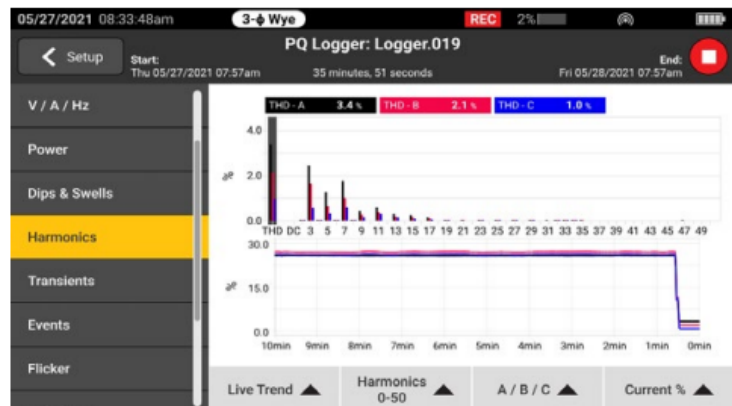 05/27/2021 08:33:48am 3-ϕ Wye REC 2%
Setup
PQ Logger: Logger.019
Start:
Thu 05/27/2021 07:57am
35 minutes, 51 seconds
End:
Fri 05/28/2021 07:57am
V / A / Hz
Power
Dips & Swells
Harmonics
Transients
Events
Flicker
THD - A 3.4 % THD - B 2.1 % THD - C 1.0 %
4.0
%
2.0
0.0
THD DC 3 5 7 9 11 13 15 17 19 21 23 25 27 29 31 33 35 37 39 41 43 45 47 49
30.0
%
15.0
0.0
10min 9min 8min 7min 6min 5min 4min 3min 2min 1min 0min
Live Trend
Harmonics
0-50
A / B / C
Current %